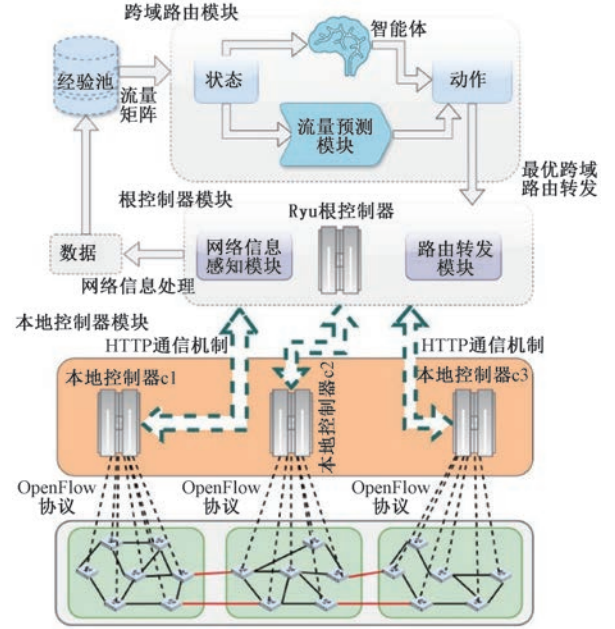 跨域路由模块
经验池
流量
矩阵
状态
智能体
动作
流量预测
模块
最优跨域
路由转发
根控制器模块
Ryu根控制器
数据
网络信息
感知模块
路由转发
模块
网络信息处理
本地控制器模块
HTTP通信机制
HTTP通信机制
本地控制器c1
本地控制器c2
本地控制器c3
OpenFlow
协议
OpenFlow
协议
OpenFlow
协议